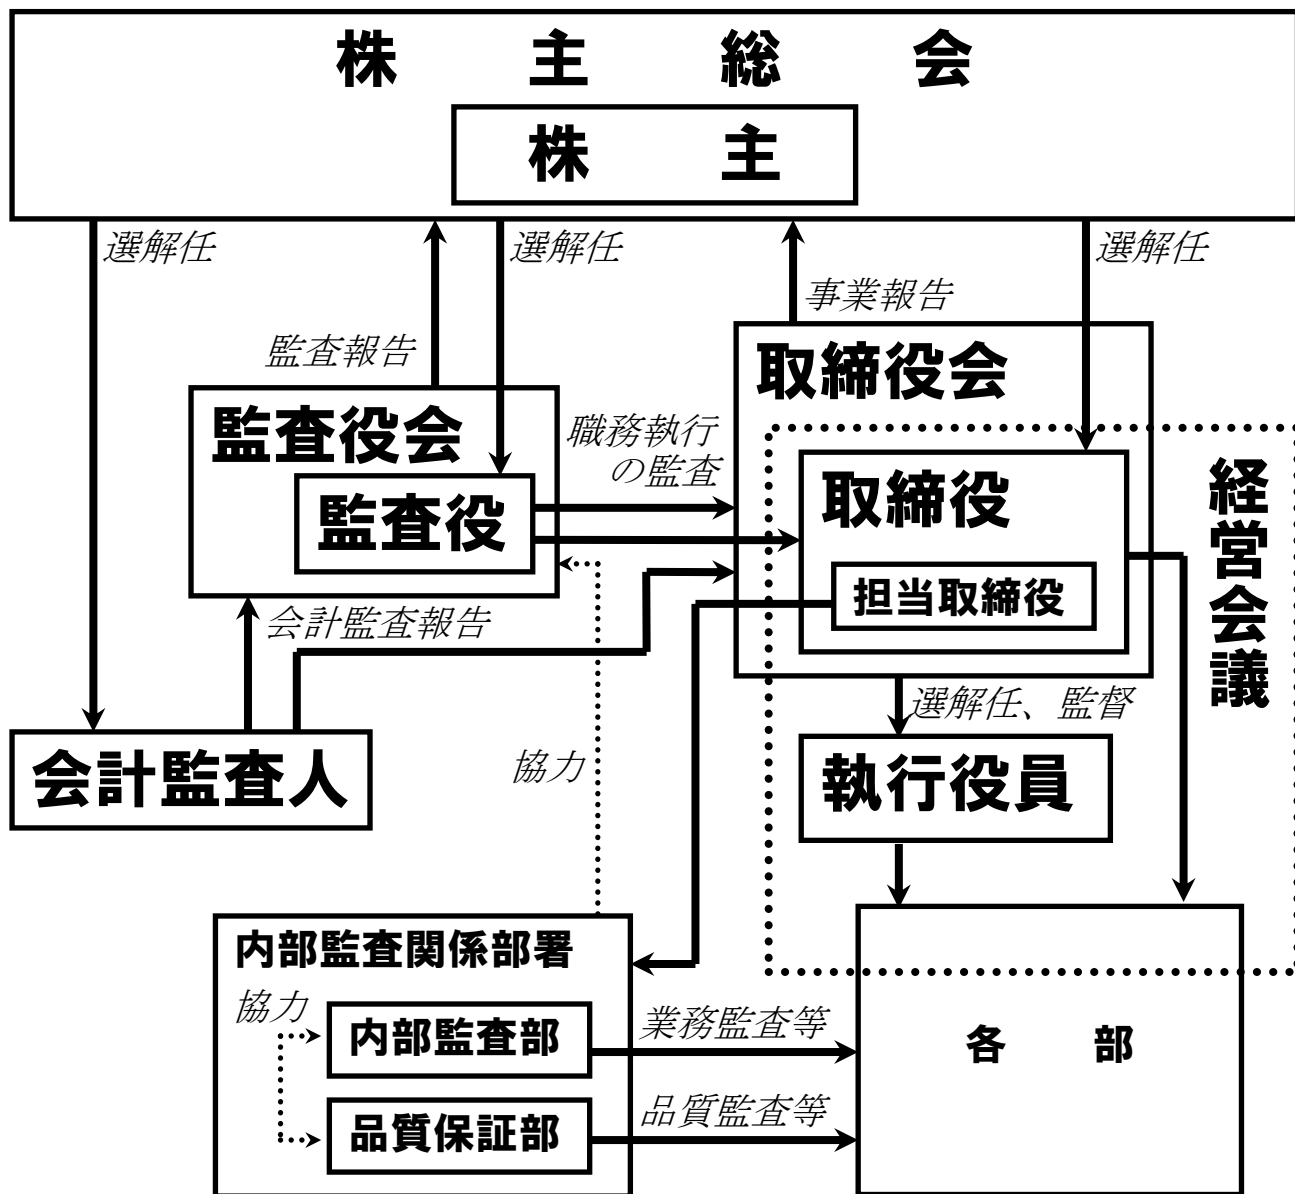 株主総会
株主
選解任
選解任
選解任
事業報告
監査報告
取締役会
監査役会
職務執行
の監査
経営会議
取締役
監査役
担当取締役
会計監査報告
選解任、監督
会計監査人
協力
執行役員
内部監査関係部署
協力
内部監査部
業務監査等
各部
品質監査等
品質保証部